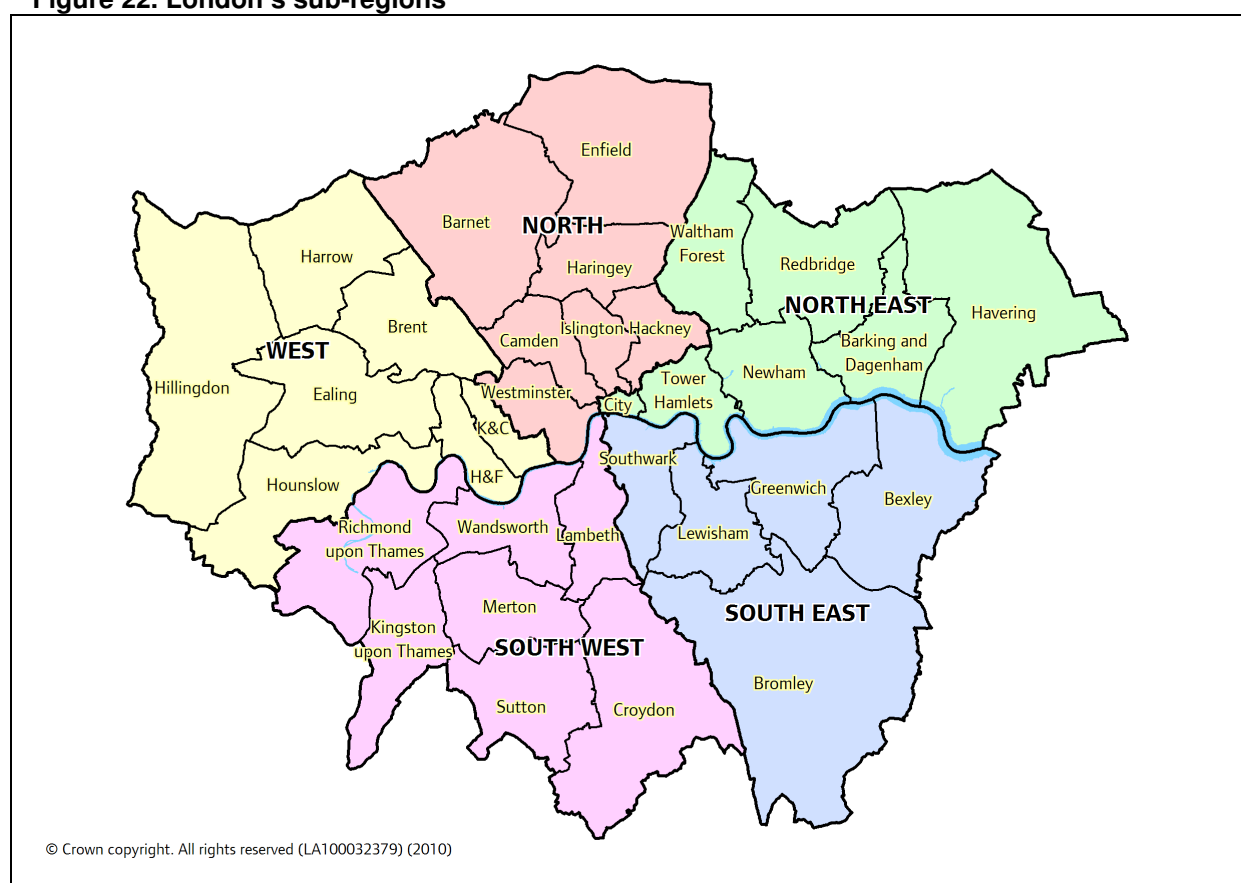 Figure 22: London's sub-regions
Enfield
Barnet
NORTH
Waltham
Forest
Harrow
Haringey
Redbridge
NORTH EAST
Havering
Brent
Camden
Islington
Hackney
WEST
Barking and
Dagenham
Hillingdon
Ealing
Westminster
Tower
Hamlets
Newham
City
K&C
Southwark
H&F
Hounslow
Greenwich
Bexley
Richmond
upon Thames
Wandsworth
Lambeth
Lewisham
Merton
SOUTH EAST
Kingston
upon Thames
SOUTH WEST
Bromley
Sutton
Croydon
© Crown copyright. All rights reserved (LA100032379) (2010)